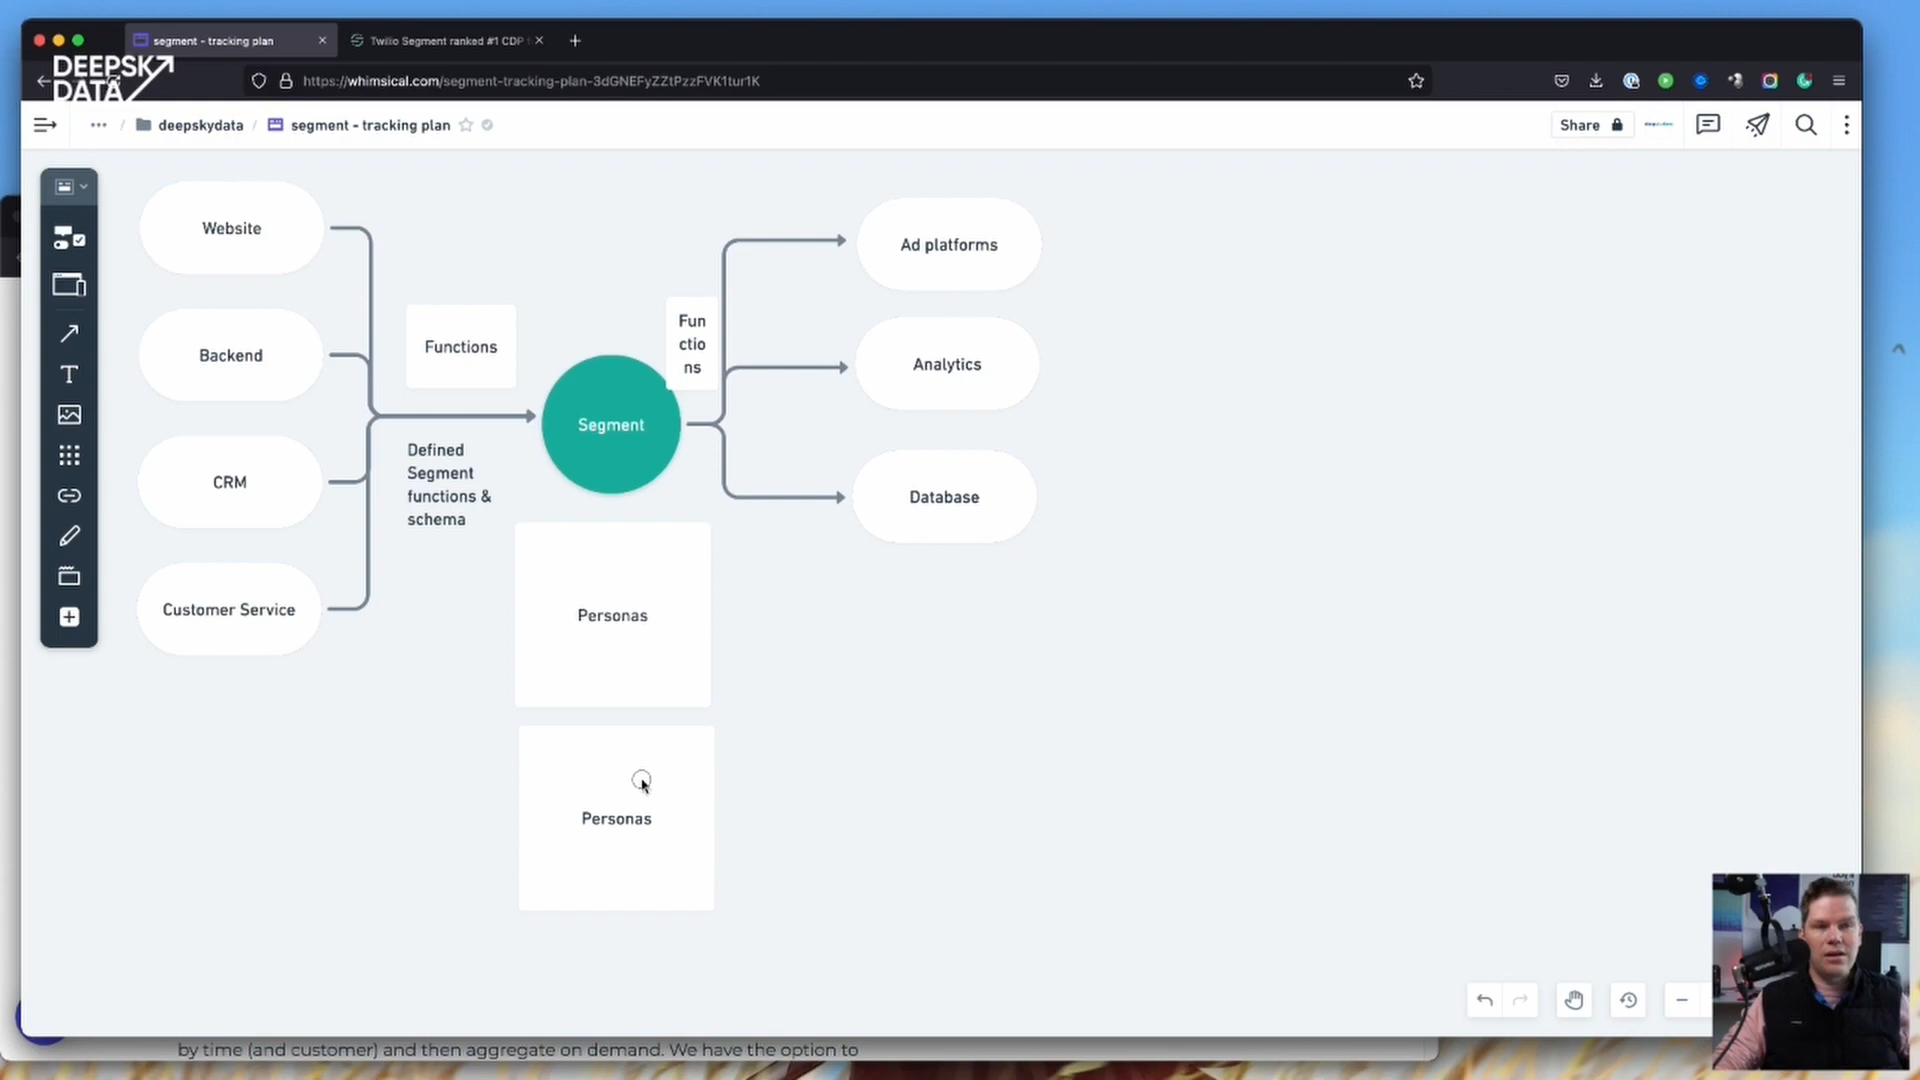 segment - tracking plan
Twilio Segment ranked #1 CDP
DEEPSK
DATA
https://whimsical.com/segment-tracking-plan-3dGNEFyZZtPzzFVK1tur1K
... / deepskydata / segment - tracking plan
Share
Website
Backend
CRM
Customer Service
Functions
Defined
Segment
functions &
schema
Segment
Fun
ctio
ns
Ad platforms
Analytics
Database
Personas
Personas
by time (and customer) and then aggregate on demand. We have the option to